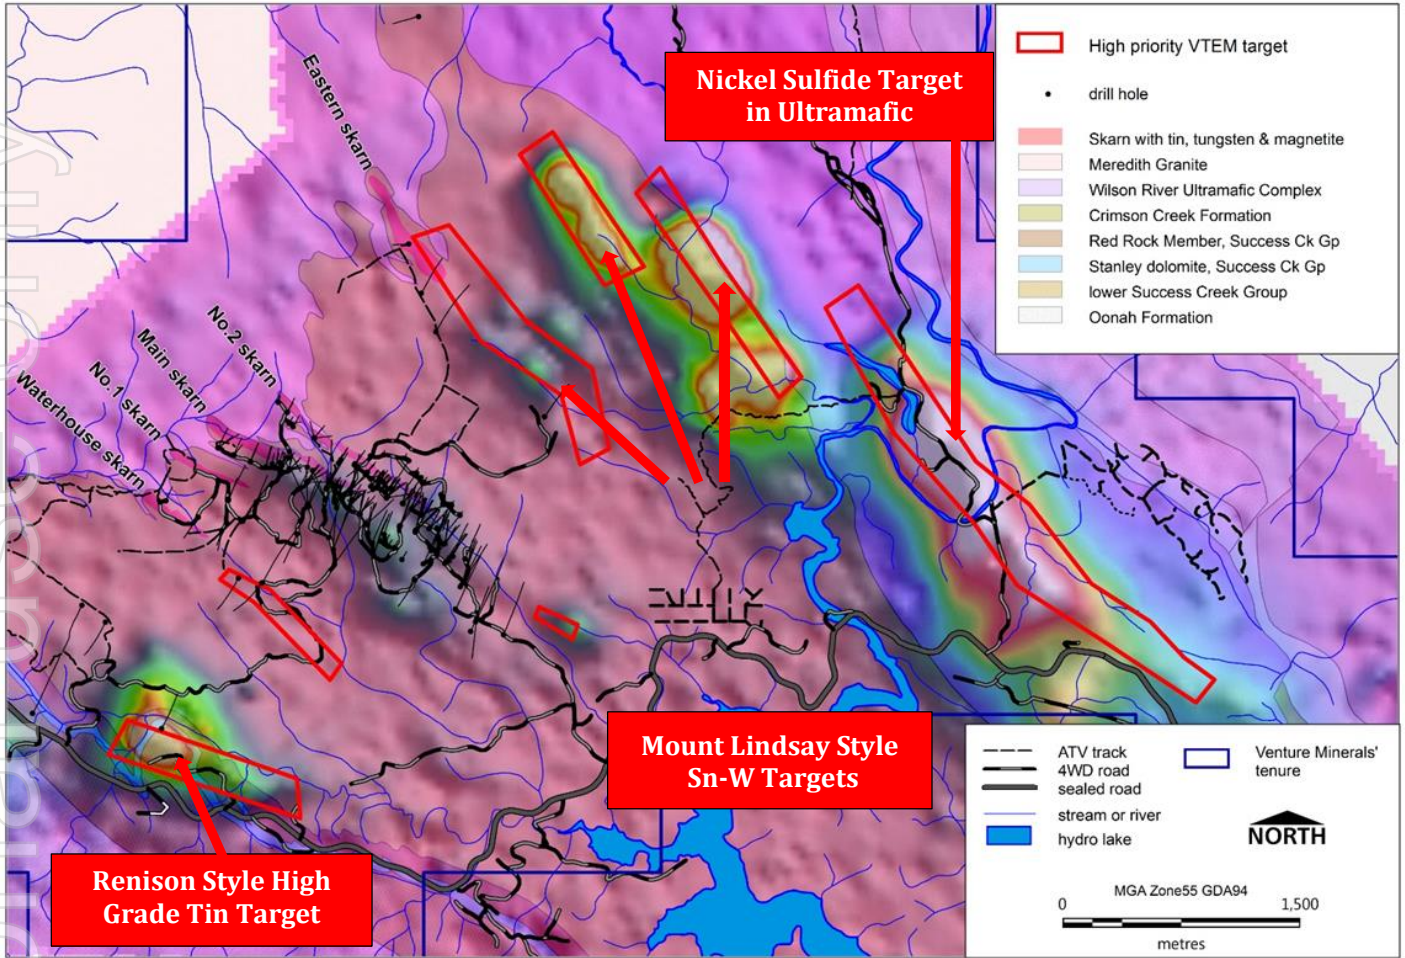 Nickel Sulfide Target
in Ultramafic
High priority VTEM target
drill hole
Skarn with tin, tungsten & magnetite
Meredith Granite
Wilson River Ultramafic Complex
Crimson Creek Formation
Red Rock Member, Success Ck Gp
Stanley dolomite, Success Ck Gp
lower Success Creek Group
Oonah Formation
Eastern skarn
No.2 skarn
Main skarn
No.1 skarn
Waterhouse skarn
Mount Lindsay Style
Sn-W Targets
Renison Style High
Grade Tin Target
ATV track
4WD road
sealed road
stream or river
hydro lake
Venture Minerals'
tenure
NORTH
MGA Zone55 GDA94
0 1,500
metres